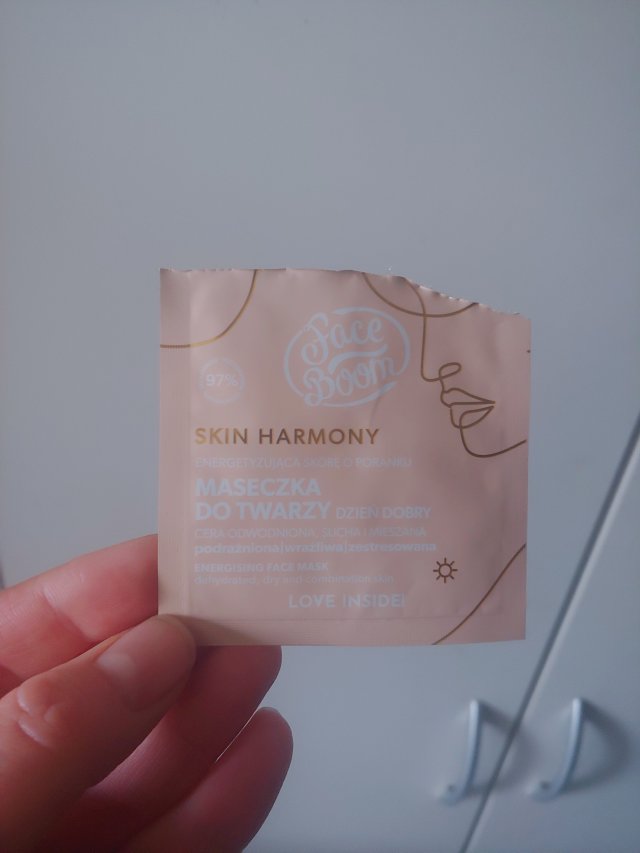 Face
Boom
97%
SKIN HARMONY
ENERGETYZUJĄCA SKÓRĘ O PORANKU
MASECZKA
DO TWARZY DZIEŃ DOBRY
CERA ODWODNIONA, SUCHA I MIESZANA
podrażniona|wrażliwa|zestresowana
ENERGISING FACE MASK
dehydrated, dry and combination skin
LOVE INSIDE!